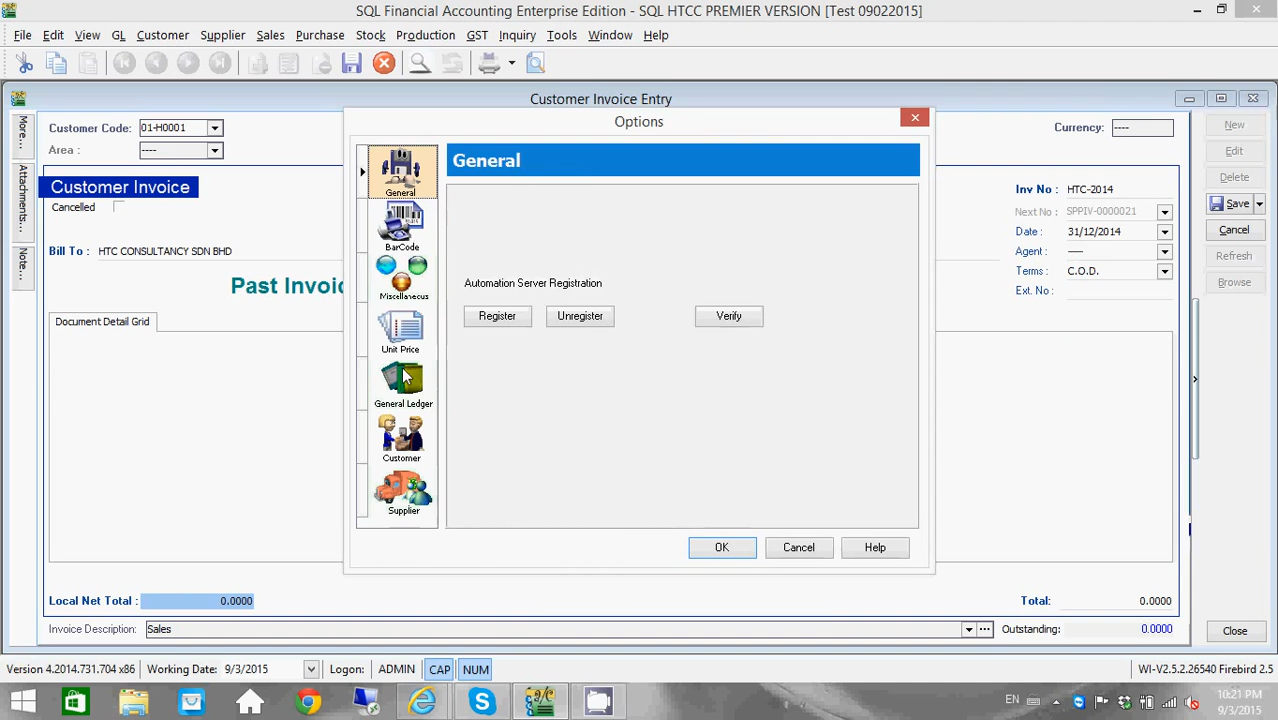 SQL Financial Accounting Enterprise Edition - SQL HTCC PREMIER VERSION [Test 09022015]
File Edit View GL Customer Supplier Sales Purchase Stock Production GST Inquiry Tools Window Help
Customer Invoice Entry
Options
More...
Attachments...
Note...
Customer Code: 01-H0001
Area : ----
Currency: ----
Customer Invoice
Cancelled
Bill To : HTC CONSULTANCY SDN BHD
Past Invoic
Document Detail Grid
General
BarCode
Miscellaneous
Unit Price
General Ledger
Customer
Supplier
General
Automation Server Registration
Register Unregister Verify
OK Cancel Help
Inv No : HTC-2014
Next No : SPPIV-0000021
Date : 31/12/2014
Agent : ----
Terms : C.O.D.
Ext. No :
New
Edit
Delete
Save
Cancel
Refresh
Browse
Local Net Total : 0.0000
Total: 0.0000
Invoice Description: Sales
Outstanding: 0.0000
Close
Version 4.2014.731.704 x86 Working Date: 9/3/2015 Logon: ADMIN CAP NUM WI-V2.5.2.26540 Firebird 2.5
EN
10:21 PM
9/3/2015